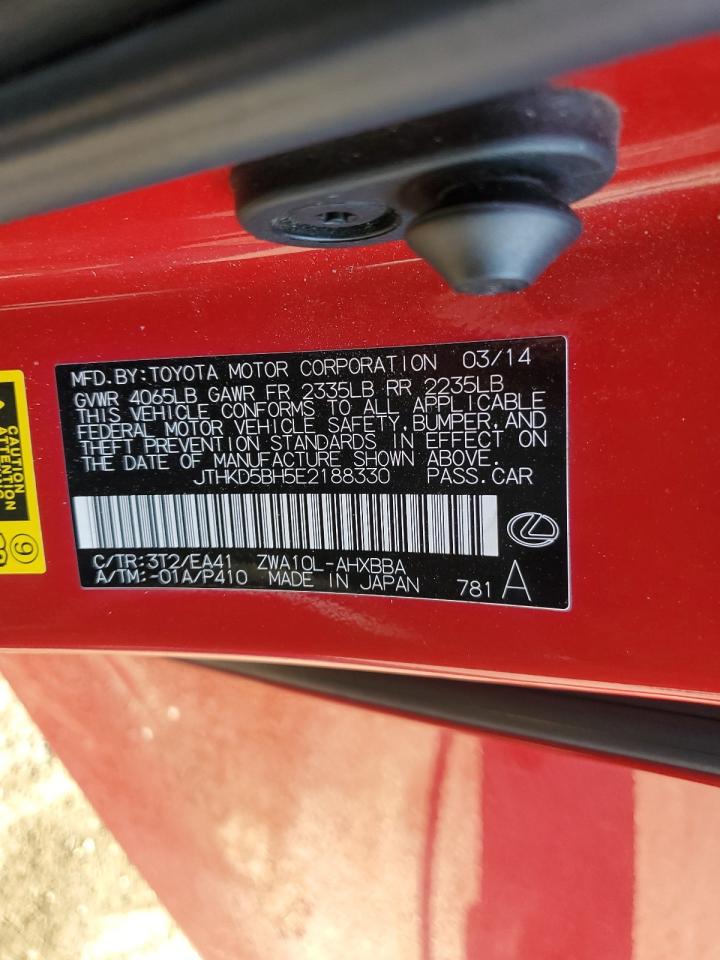 MFD.BY:TOYOTA MOTOR CORPORATION 03/14
GVWR 4065LB GAWR FR 2335LB RR 2235LB
THIS VEHICLE CONFORMS TO ALL APPLICABLE
FEDERAL MOTOR VEHICLE SAFETY,BUMPER,AND
THEFT PREVENTION STANDARDS IN EFFECT ON
THE DATE OF MANUFACTURE SHOWN ABOVE.
JTHKD5BH5E2188330 PASS.CAR
C/TR:3T2/EA41 ZWA10L-AHXBBA
A/TM:-01A/P410 MADE IN JAPAN 781 A
CAUTION
ATTENTION
9